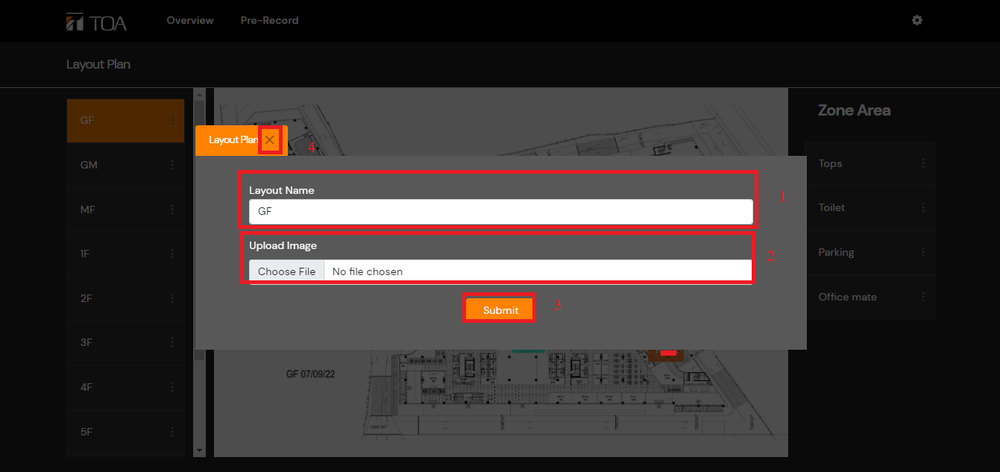 TOA
Overview
Pre-Record
Layout Plan
GF
GM
MF
1F
2F
3F
4F
5F
Layout Plan
4
Layout Name
1
GF
Upload Image
2
Choose File
No file chosen
Submit
3
GF 07/09/22
Zone Area
Tops
Toilet
Parking
Office mate